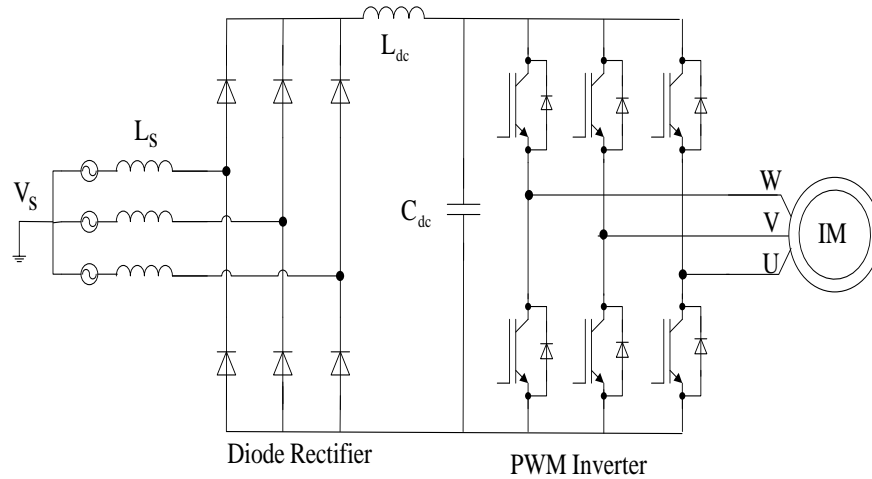 L_dc
L_S
V_S
C_dc
W
V
U
IM
Diode Rectifier
PWM Inverter